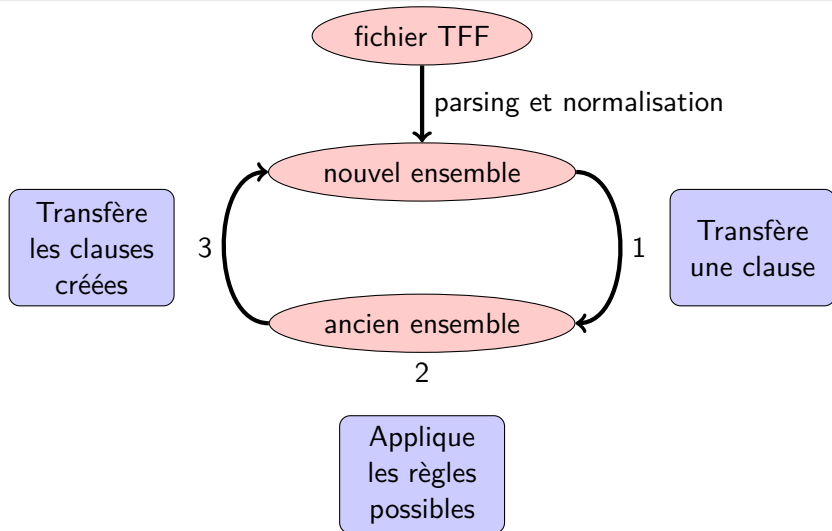 fichier TFF
parsing et normalisation
nouvel ensemble
Transfère
les clauses
créées
3
1
Transfère
une clause
ancien ensemble
2
Applique
les règles
possibles